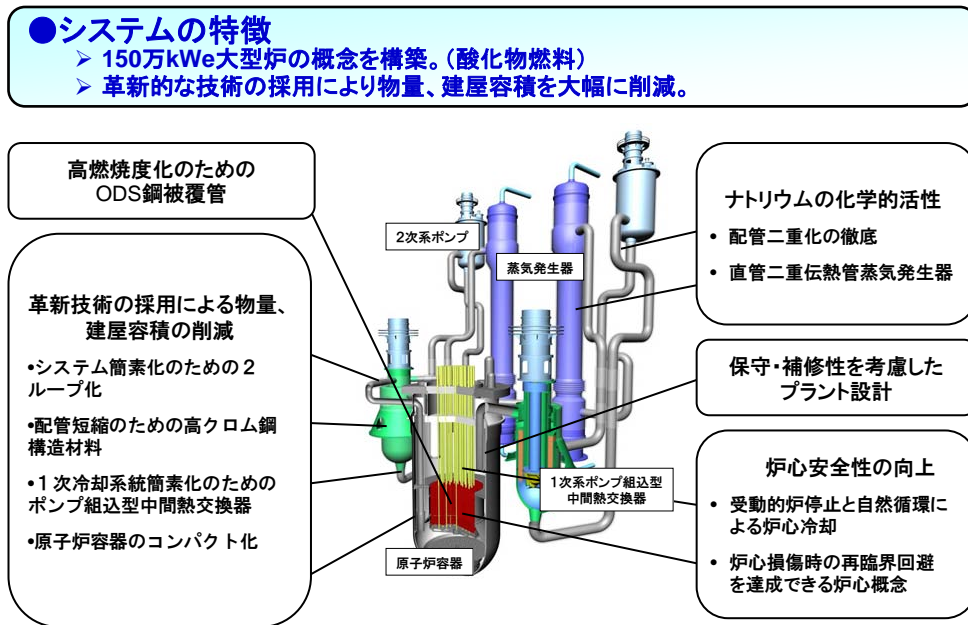 ●システムの特徴
➢ 150万kWe大型炉の概念を構築。（酸化物燃料）
➢ 革新的な技術の採用により物量、建屋容積を大幅に削減。
高燃焼度化のための
ODS鋼被覆管
革新技術の採用による物量、
建屋容積の削減
•システム簡素化のための２
ループ化
•配管短縮のための高クロム鋼
構造材料
•１次冷却系統簡素化のための
ポンプ組込型中間熱交換器
•原子炉容器のコンパクト化
2次系ポンプ
蒸気発生器
1次系ポンプ組込型
中間熱交換器
原子炉容器
ナトリウムの化学的活性
• 配管二重化の徹底
• 直管二重伝熱管蒸気発生器
保守・補修性を考慮した
プラント設計
炉心安全性の向上
• 受動的炉停止と自然循環に
よる炉心冷却
• 炉心損傷時の再臨界回避
を達成できる炉心概念